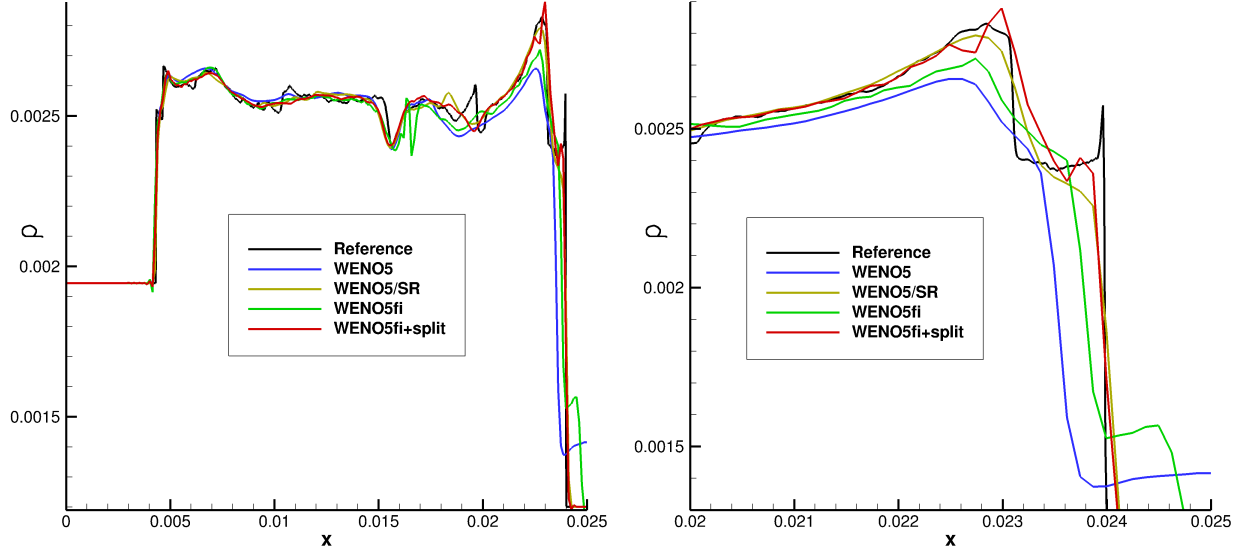 0.0025
0.002
0.0015
ρ
Reference
WENO5
WENO5/SR
WENO5fi
WENO5fi+split
0
0.005
0.01
0.015
0.02
0.025
x
0.0025
0.002
0.0015
ρ
Reference
WENO5
WENO5/SR
WENO5fi
WENO5fi+split
0.02
0.021
0.022
0.023
0.024
0.025
x